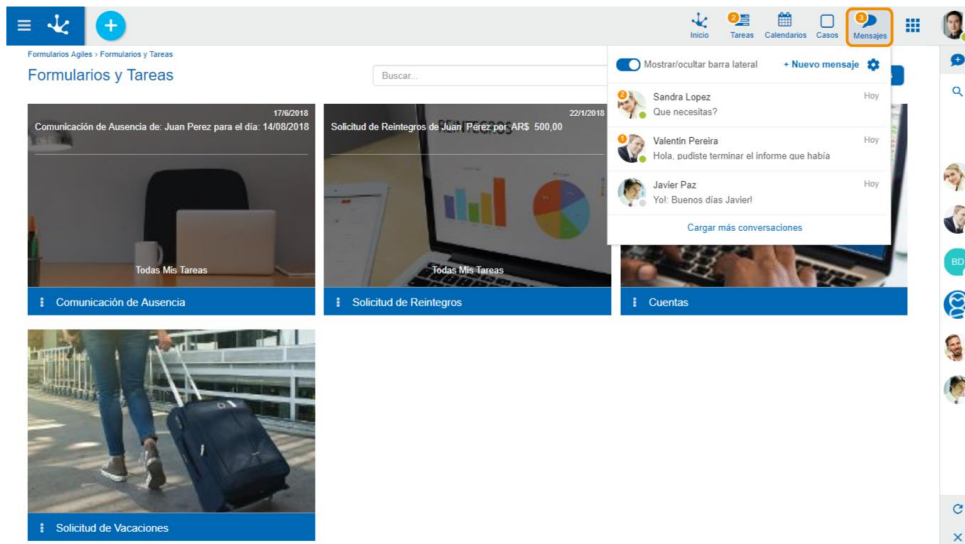 Inicio
2
Tareas
Calendarios
Casos
3
Mensajes
Formularios Agiles > Formularios y Tareas
Formularios y Tareas
Buscar...
Mostrar/ocultar barra lateral
+ Nuevo mensaje
2
Sandra Lopez
Hoy
Que necesitas?
1
Valentin Pereira
Hoy
Hola, pudiste terminar el informe que había
Javier Paz
Hoy
Yo!: Buenos días Javier!
Cargar más conversaciones
17/6/2018
Comunicación de Ausencia de: Juan Perez para el día: 14/08/2018
Todas Mis Tareas
Comunicación de Ausencia
22/1/2018
Solicitud de Reintegros de Juan Perez por ARS 500,00
Todas Mis Tareas
Solicitud de Reintegros
Cuentas
Solicitud de Vacaciones
BD